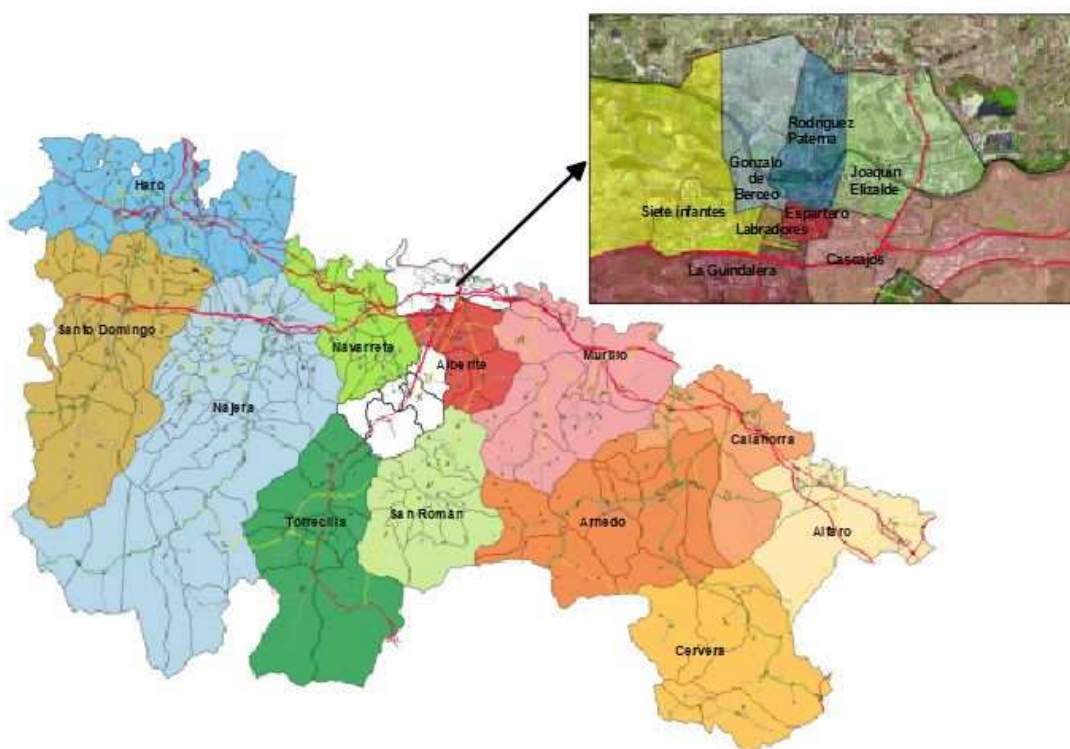 Rodriguez
Paterna
Gonzalo
de
Berceo
Joaquin
Elizalde
Siete Infantes
Espartero
Labradores
La Guindalera
Cascajos
Haro
Santo Domingo
Navarrete
Alberite
Murillo
Najera
Calahorra
Torrecilla
San Román
Arnedo
Alfaro
Cervera